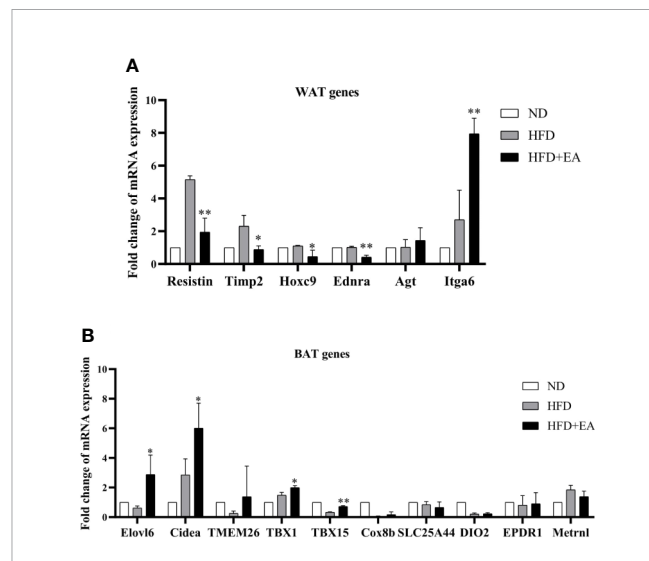 A
WAT genes
Fold change of mRNA expression
10
8
6
4
2
0
**
*
*
**
**
Resistin Timp2 Hoxc9 Ednra Agt Itga6
ND
HFD
HFD+EA
B
BAT genes
Fold change of mRNA expression
10
8
6
4
2
0
*
*
*
**
Elovl6 Cidea TMEM26 TBX1 TBX15 Cox8b SLC25A44 DIO2 EPDR1 Metrnl
ND
HFD
HFD+EA